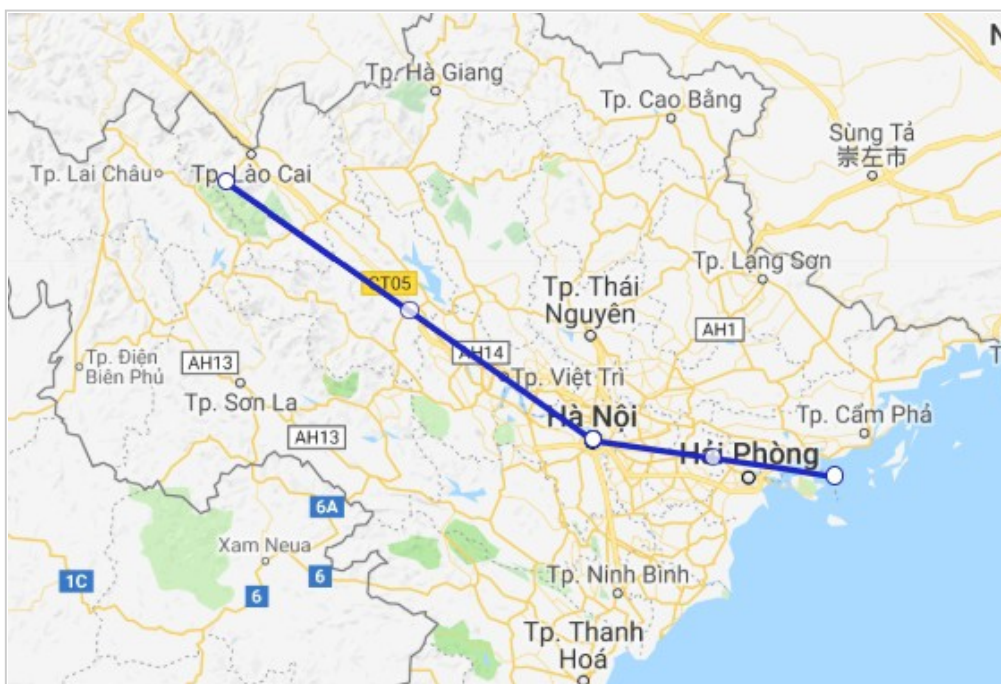 N
Tp. Hà Giang
Tp. Cao Bằng
Sùng Tả
崇左市
Tp. Lai Châu
Tp. Lào Cai
Tp. Lạng Sơn
CT05
Tp. Thái
Nguyên
AH1
AH14
Tp. Điện
Biên Phủ
AH13
Tp. Việt Trì
Tp. Sơn La
Hà Nội
Tp. Cẩm Phả
AH13
Hải Phòng
6A
Xam Neua
1C
6
6
Tp. Ninh Bình
Tp. Thanh
Hoá